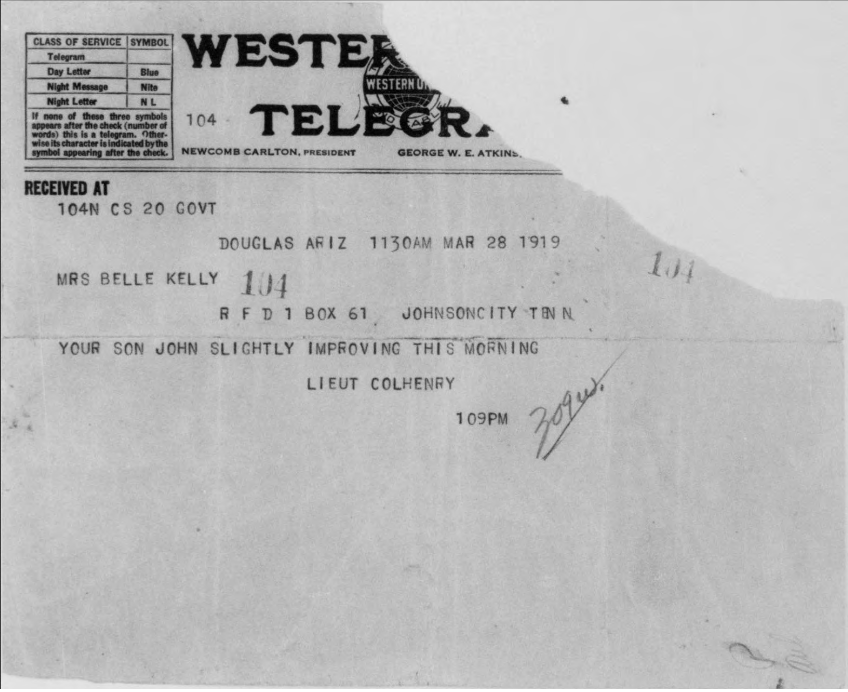 CLASS OF SERVICE SYMBOL
Telegram
Day Letter Blue
Night Message Nite
Night Letter N L
If none of these three symbols
appears after the check (number of
words) this is a telegram. Other-
wise its character is indicated by the
symbol appearing after the check.
WESTER
WESTERN UN
104 TELEGRA
NEWCOMB CARLTON, PRESIDENT GEORGE W. E. ATKINS,
RECEIVED AT
104N CS 20 GOVT
DOUGLAS ARIZ 1130AM MAR 28 1919
104
MRS BELLE KELLY 104
R F D 1 BOX 61 JOHNSONCITY TENN
YOUR SON JOHN SLIGHTLY IMPROVING THIS MORNING
LIEUT COLHENRY
109PM